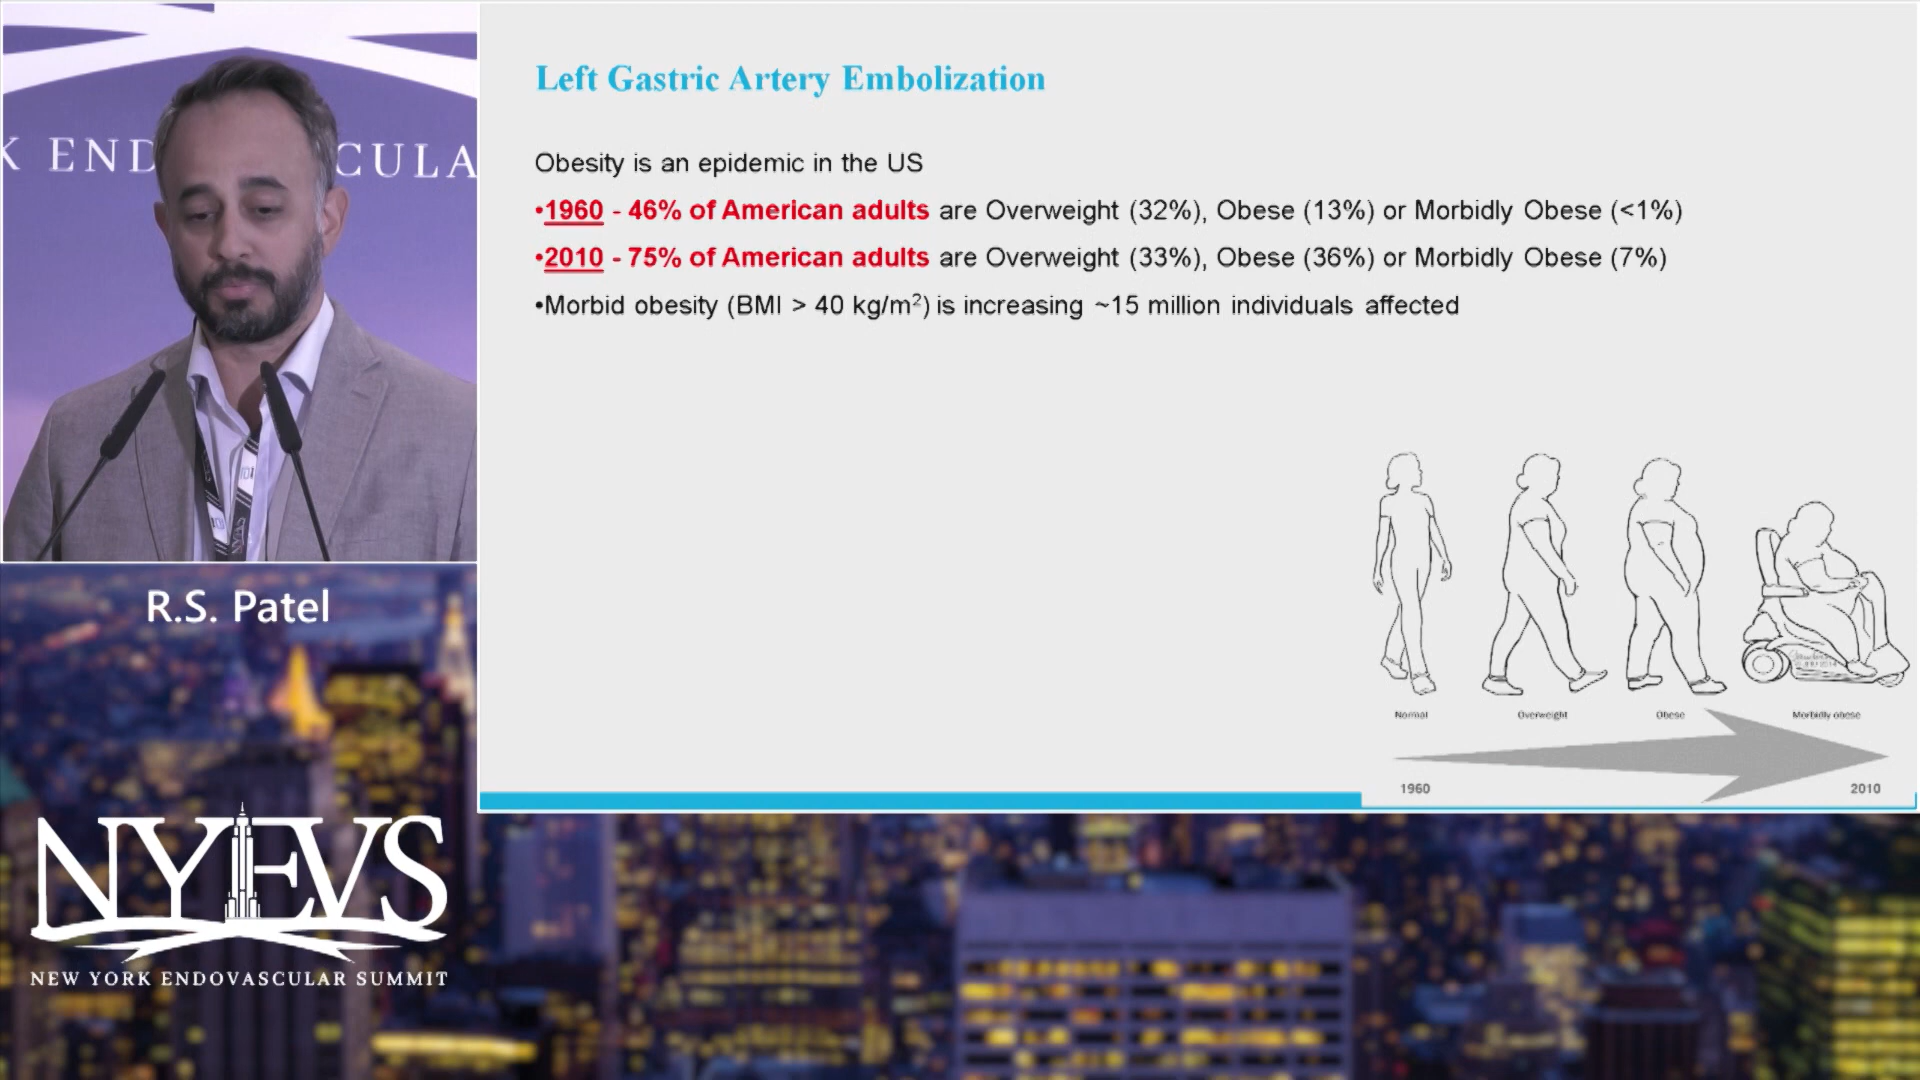 K END CULA
R.S. Patel
NYEVS
NEW YORK ENDOVASCULAR SUMMIT
Left Gastric Artery Embolization
Obesity is an epidemic in the US
•1960 - 46% of American adults are Overweight (32%), Obese (13%) or Morbidly Obese (<1%)
•2010 - 75% of American adults are Overweight (33%), Obese (36%) or Morbidly Obese (7%)
•Morbid obesity (BMI > 40 kg/m²) is increasing ~15 million individuals affected
Normal Overweight Obese Morbidly obese
1960 2010